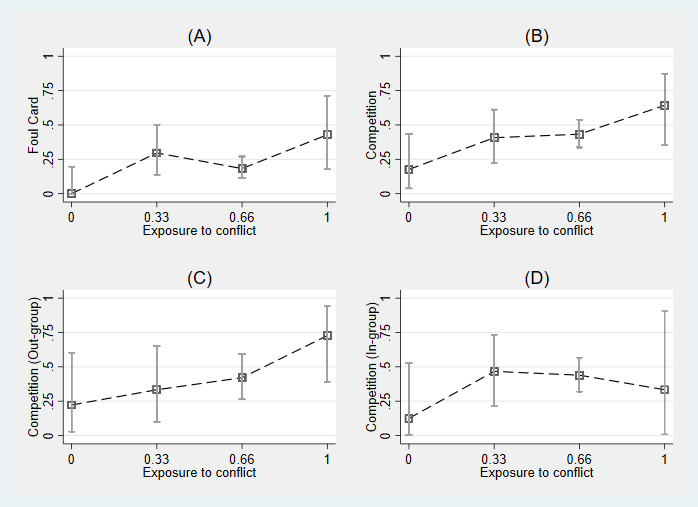 (A)
Foul Card
1
.75
.5
.25
0
0 0.33 0.66 1
Exposure to conflict
(B)
Competition
1
.75
.5
.25
0
0 0.33 0.66 1
Exposure to conflict
(C)
Competition (Out-group)
1
.75
.5
.25
0
0 0.33 0.66 1
Exposure to conflict
(D)
Competition (In-group)
1
.75
.5
.25
0
0 0.33 0.66 1
Exposure to conflict